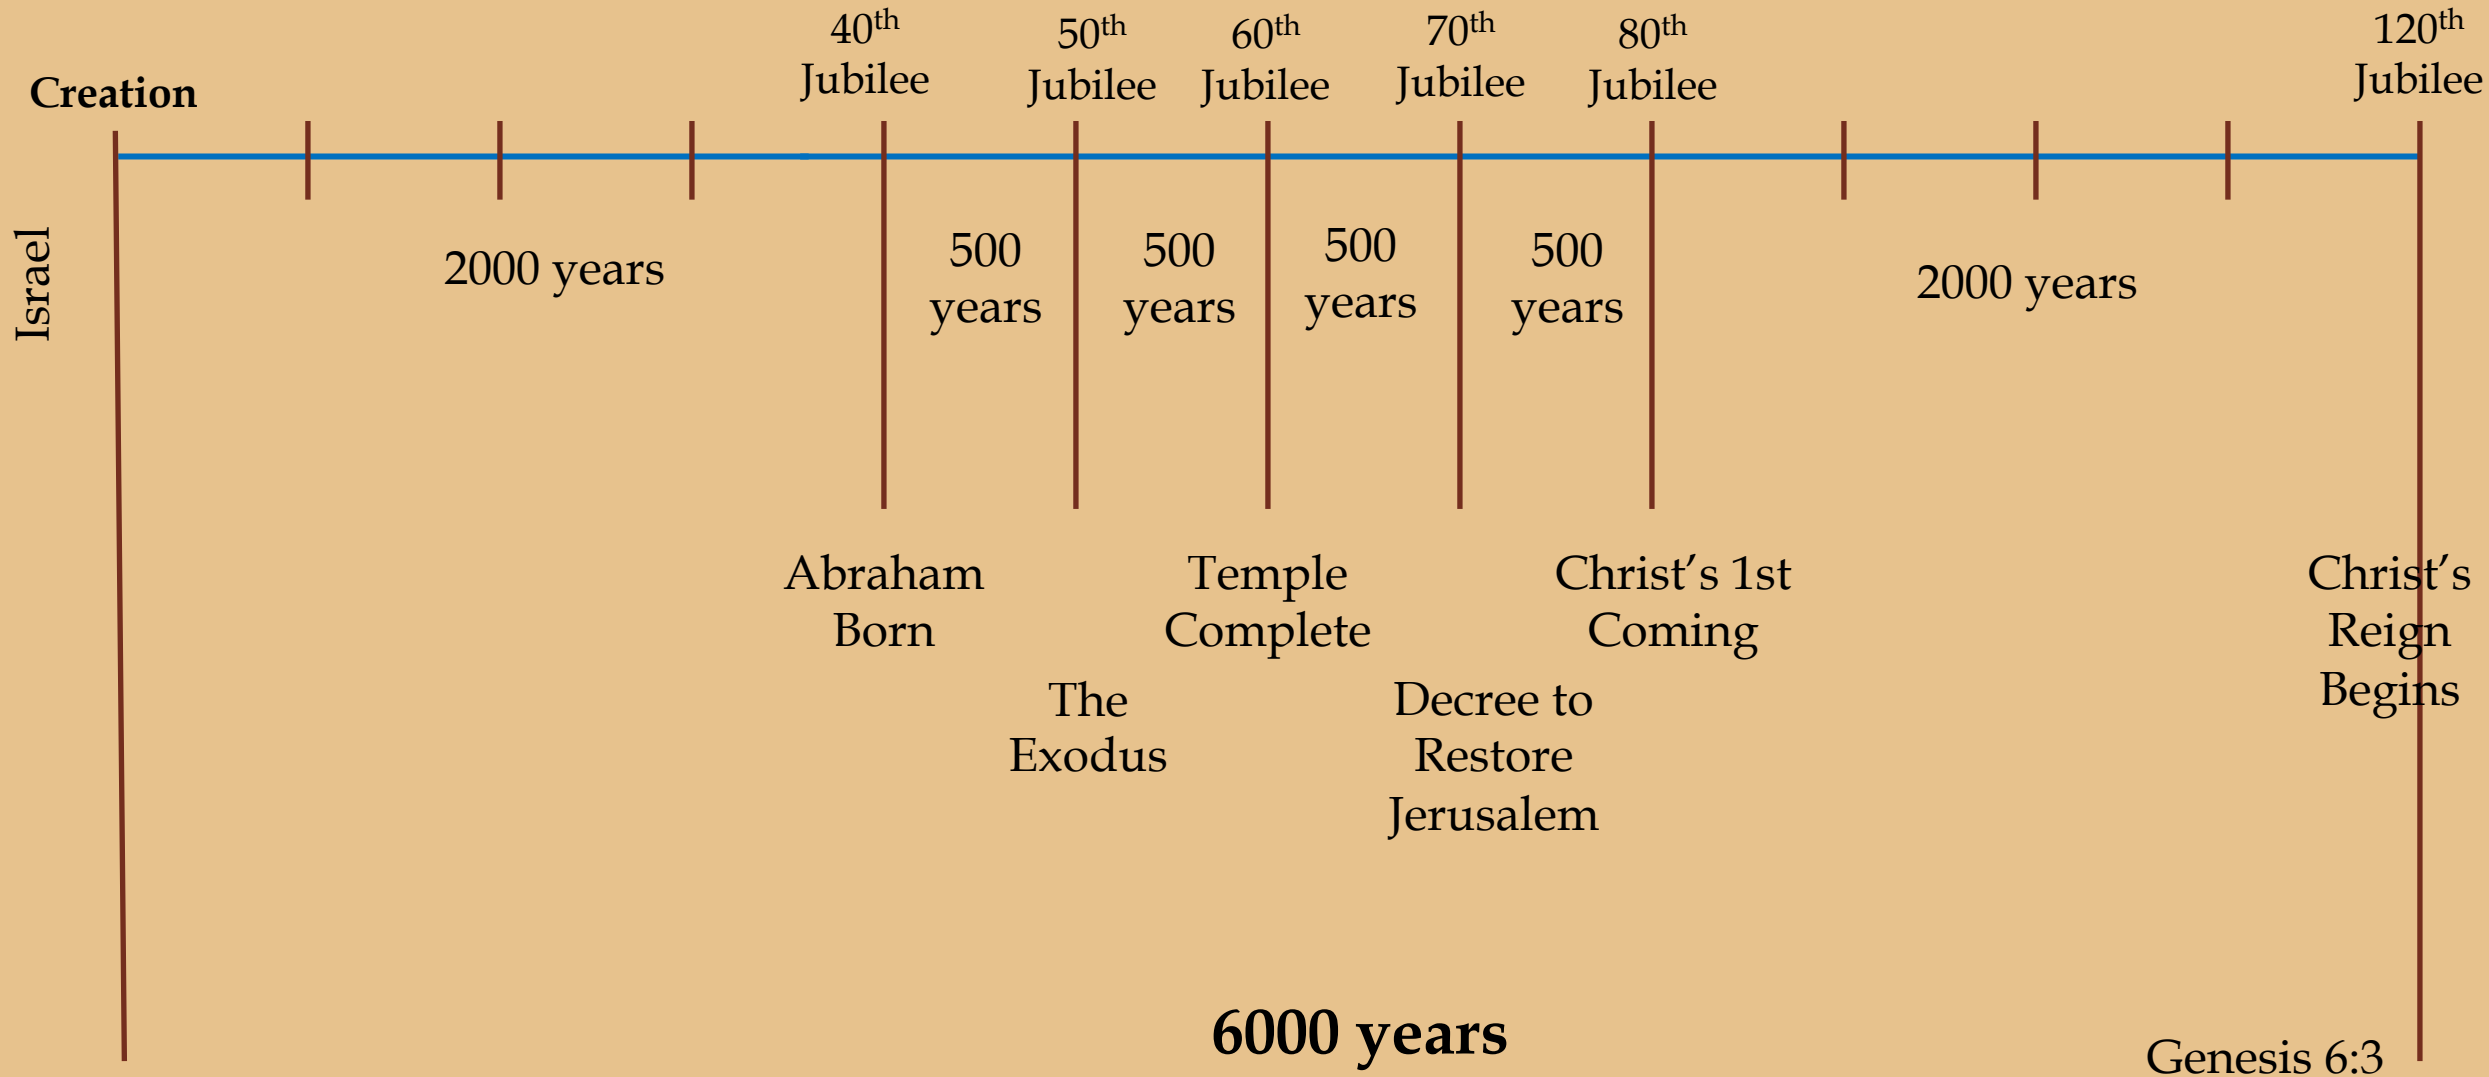 Creation
40th
Jubilee
50th
Jubilee
60th
Jubilee
70th
Jubilee
80th
Jubilee
120th
Jubilee
Israel
2000 years
500
years
500
years
500
years
500
years
2000 years
Abraham
Born
The
Exodus
Temple
Complete
Decree to
Restore
Jerusalem
Christ’s 1st
Coming
Christ’s
Reign
Begins
6000 years
Genesis 6:3